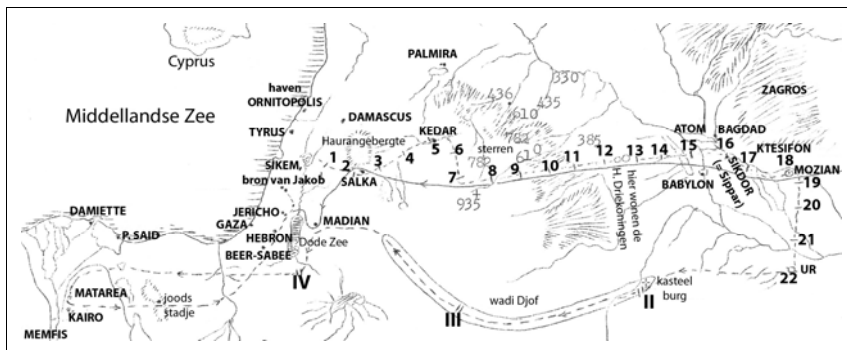 Cyprus
PALMIRA
330
436
435
610
ZAGROS
haven
ORNITOPOLIS
Middellandse Zee
DAMASCUS
TYRUS
Haurangebergte
KEDAR
sterren
385
ATOM
BAGDAD
KTESIFON
1
2
3
4
5
6
7
8
9
10
11
12
13
14
15
16
17
18
SIKEM,
bron van Jakob
SALKA
780
610
935
hier wonen de
H. Driekoningen
BABYLON
SIKDOR
(= Sippar)
MOZIAN
19
20
21
22
UR
DAMIETTE
P. SAID
JERICHO
GAZA
HEBRON
BEER-SABEE
MADIAN
Dode Zee
IV
MATAREA
KAIRO
MEMFIS
joods
stadje
wadi Djof
III
II
kasteel
burg